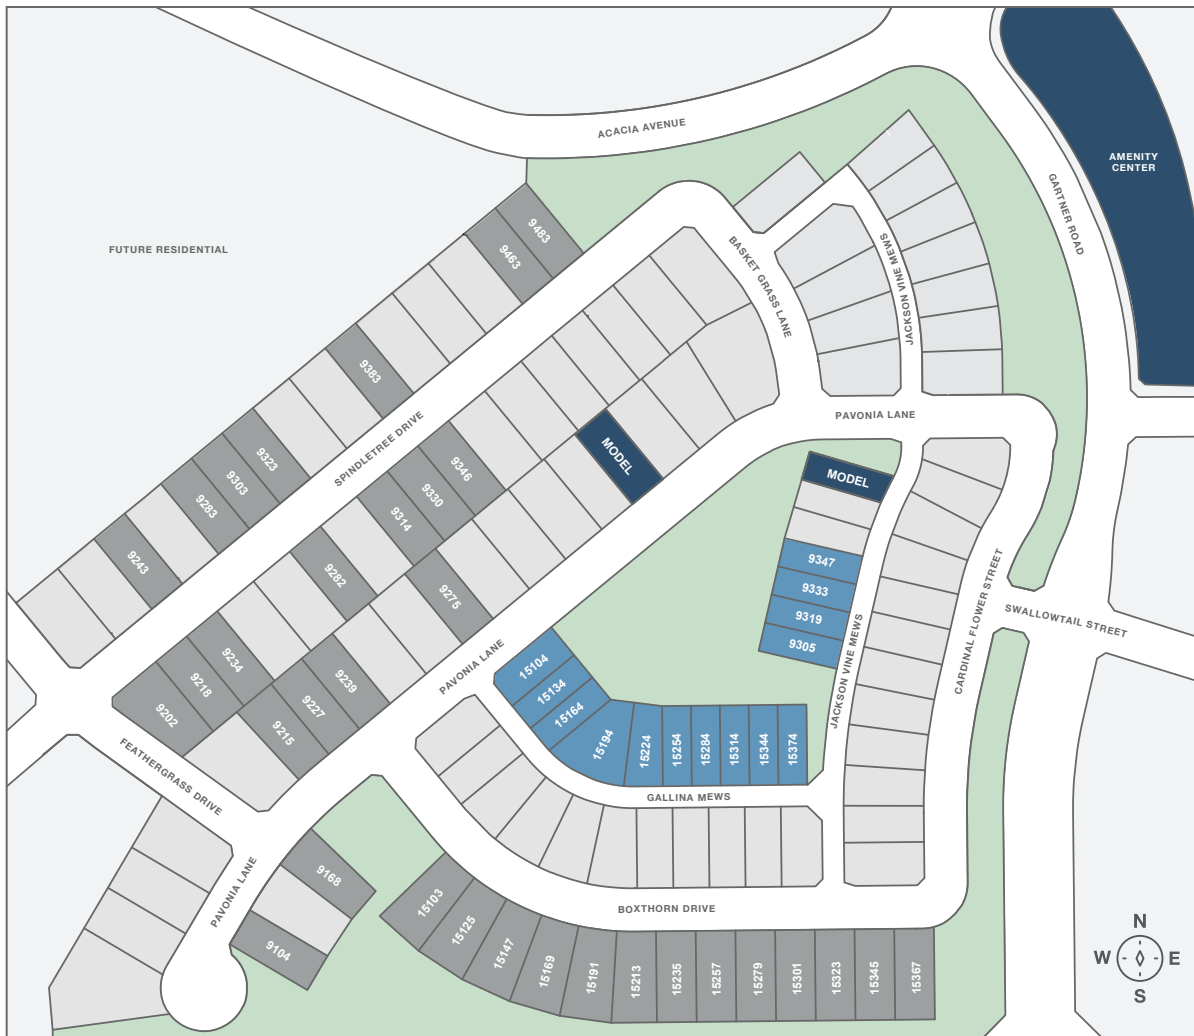 ACACIA AVENUE
AMENITY
CENTER
GARTNER ROAD
FUTURE RESIDENTIAL
9483
9463
BASKET GRASS LANE
JACKSON VINE MEWS
9383
PAVONIA LANE
SPINDLETREE DRIVE
9323
9303
9283
9243
MODEL
MODEL
9346
9330
9314
9282
9275
9347
9333
9319
9305
JACKSON VINE MEWS
CARDINAL FLOWER STREET
SWALLOWTAIL STREET
9234
9218
9202
9239
9227
9215
PAVONIA LANE
15104
15134
15164
15194
15224
15254
15284
15314
15344
15374
GALLINA MEWS
FEATHERGRASS DRIVE
PAVONIA LANE
9168
9104
BOXTHORN DRIVE
15103
15125
15147
15169
15191
15213
15235
15257
15279
15301
15323
15345
15367
N
W
E
S